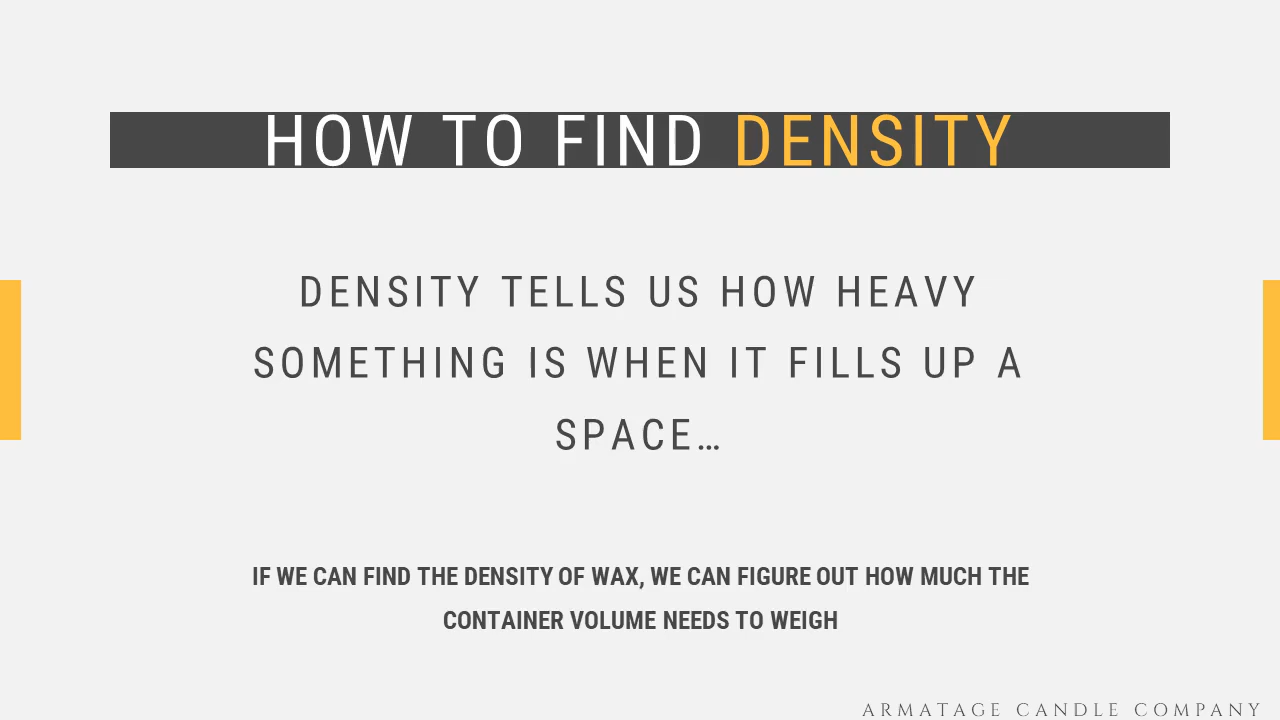 HOW TO FIND DENSITY
DENSITY TELLS US HOW HEAVY
SOMETHING IS WHEN IT FILLS UP A
SPACE…
IF WE CAN FIND THE DENSITY OF WAX, WE CAN FIGURE OUT HOW MUCH THE
CONTAINER VOLUME NEEDS TO WEIGH
ARMATAGE CANDLE COMPANY